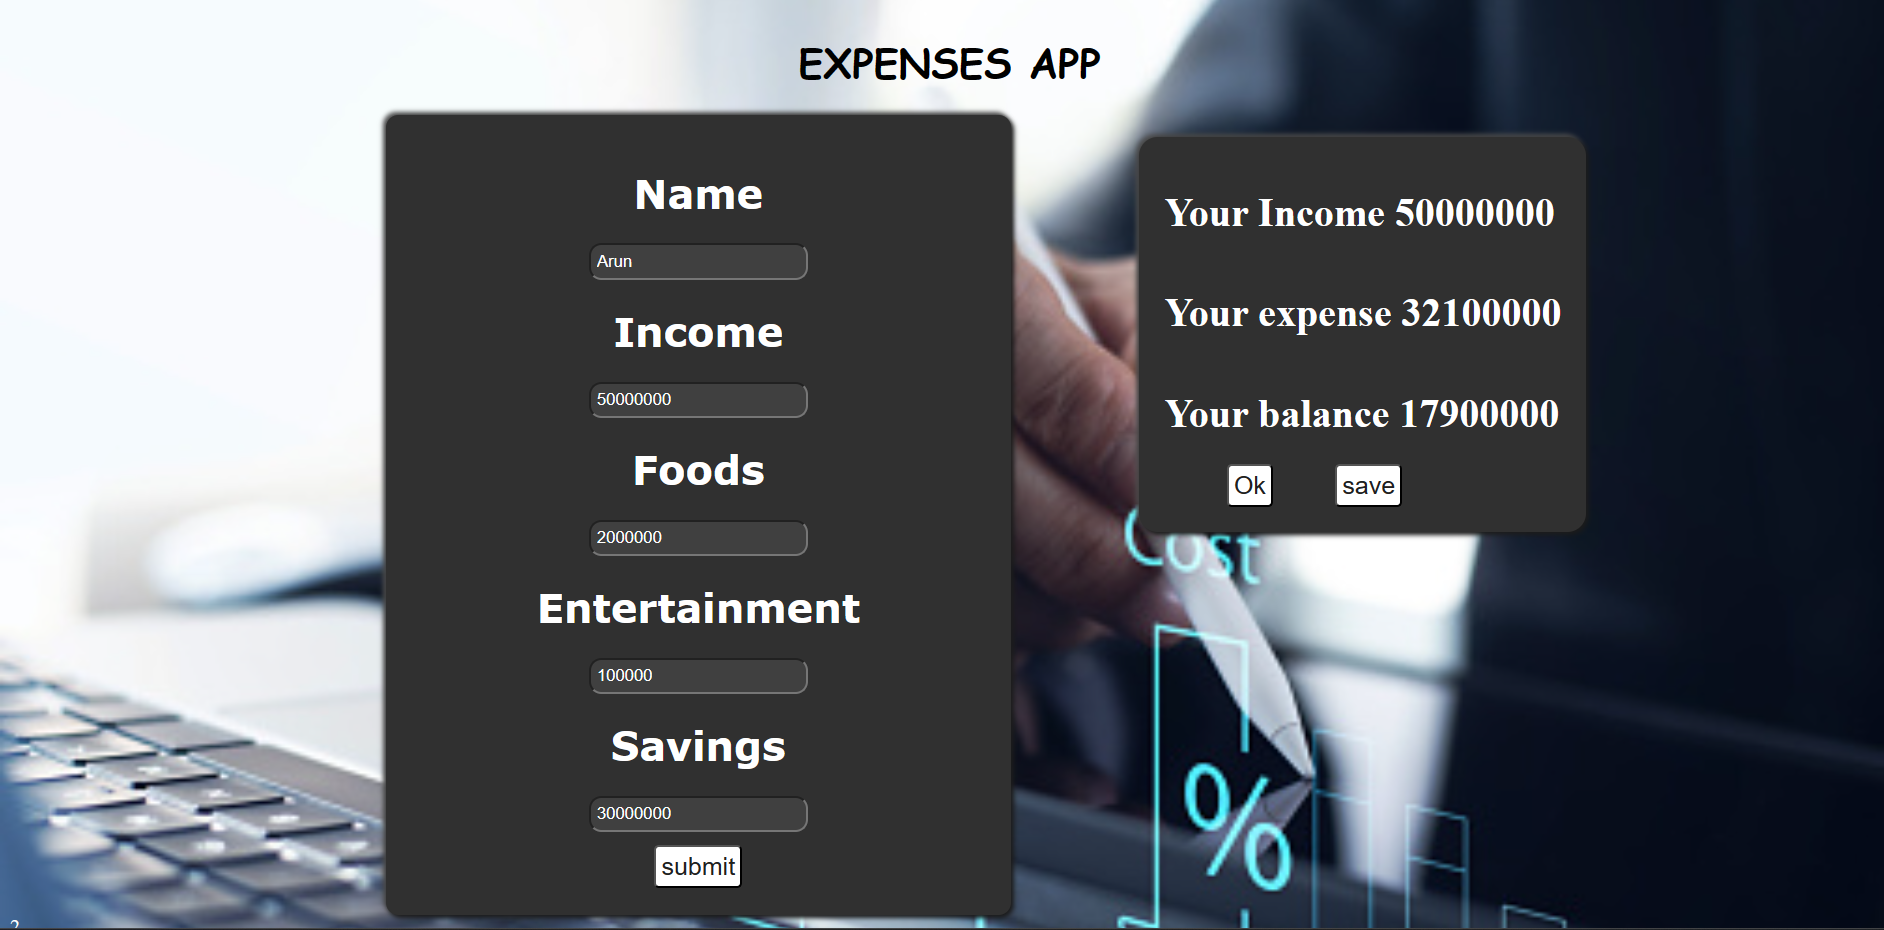 EXPENSES APP
Name
Arun
Income
50000000
Foods
2000000
Entertainment
100000
Savings
30000000
submit
Your Income 50000000
Your expense 32100000
Your balance 17900000
Ok
save
Cost
%
2